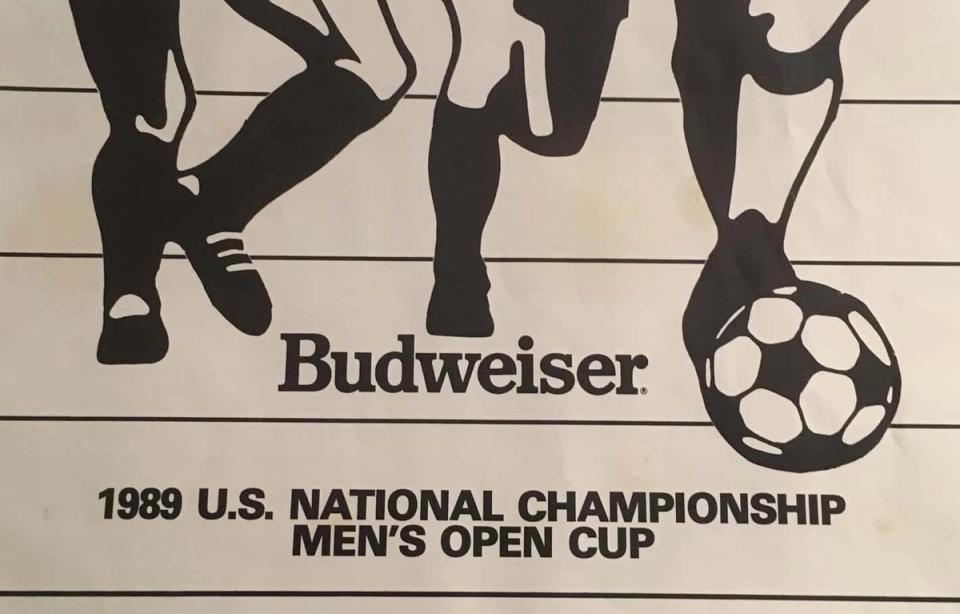 Budweiser®
1989 U.S. NATIONAL CHAMPIONSHIP
MEN'S OPEN CUP